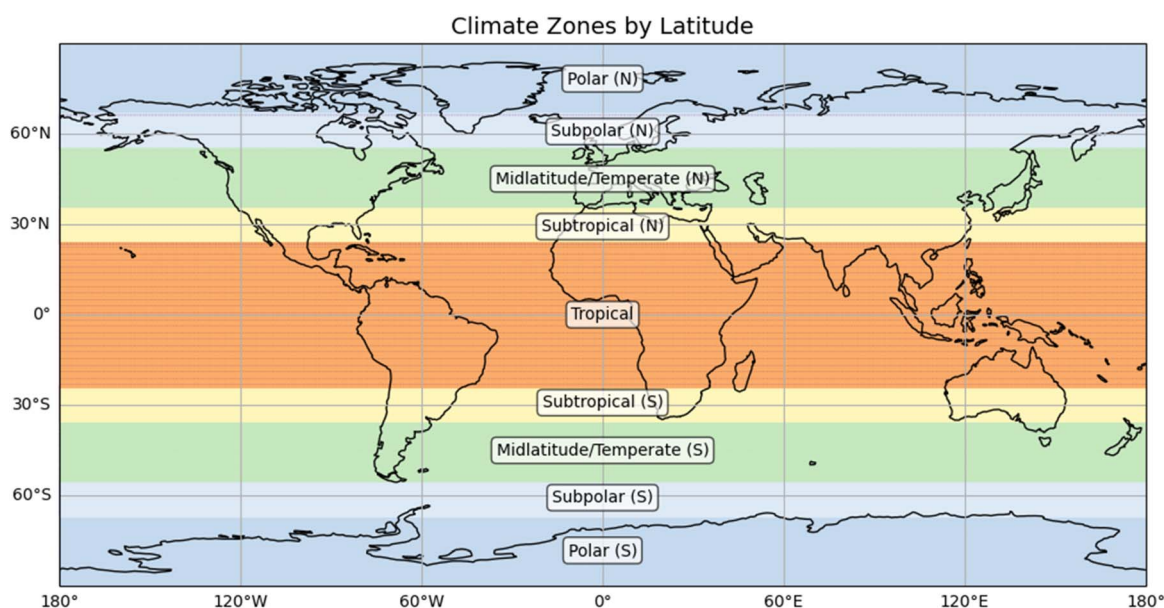 Climate Zones by Latitude
Polar (N)
Subpolar (N)
60°N
Midlatitude/Temperate (N)
30°N
Subtropical (N)
0°
Tropical
Subtropical (S)
30°S
Midlatitude/Temperate (S)
60°S
Subpolar (S)
Polar (S)
180° 120°W 60°W 0° 60°E 120°E 180°